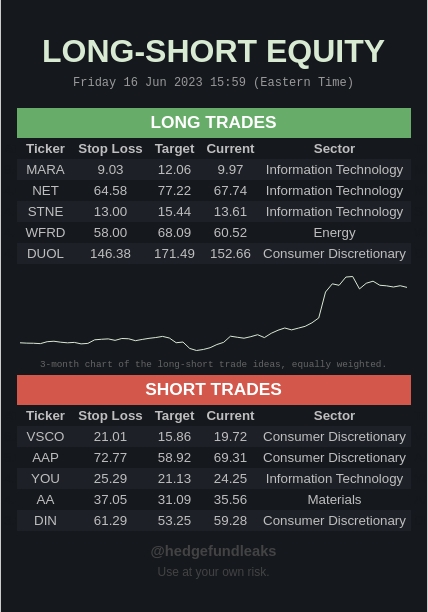 LONG-SHORT EQUITY
Friday 16 Jun 2023 15:59 (Eastern Time)
LONG TRADES
Ticker Stop Loss Target Current Sector
MARA 9.03 12.06 9.97 Information Technology
NET 64.58 77.22 67.74 Information Technology
STNE 13.00 15.44 13.61 Information Technology
WFRD 58.00 68.09 60.52 Energy
DUOL 146.38 171.49 152.66 Consumer Discretionary
3-month chart of the long-short trade ideas, equally weighted.
SHORT TRADES
Ticker Stop Loss Target Current Sector
VSCO 21.01 15.86 19.72 Consumer Discretionary
AAP 72.77 58.92 69.31 Consumer Discretionary
YOU 25.29 21.13 24.25 Information Technology
AA 37.05 31.09 35.56 Materials
DIN 61.29 53.25 59.28 Consumer Discretionary
@hedgefundleaks
Use at your own risk.